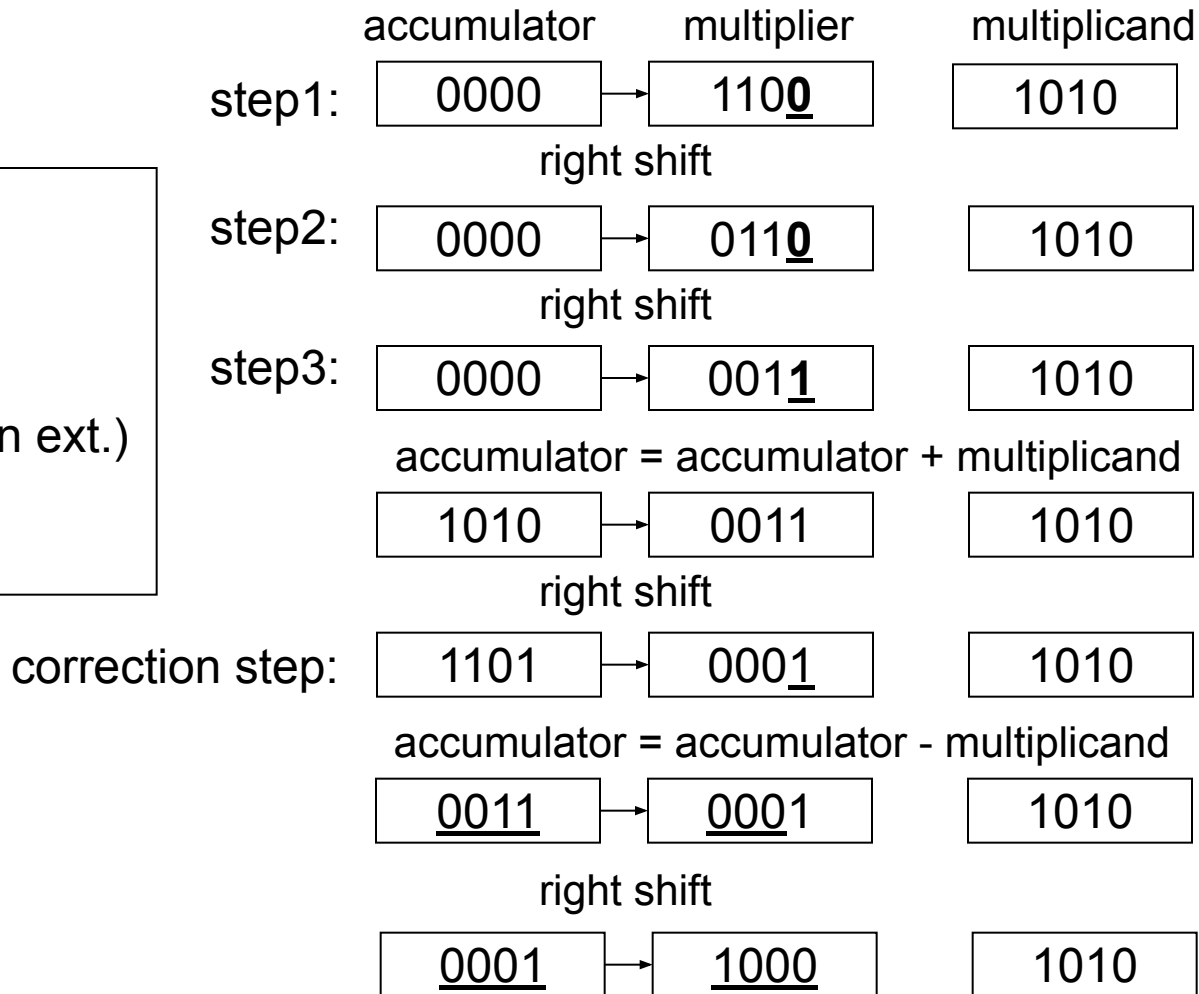 accumulator multiplier multiplicand
step1: 0000 1100 1010
right shift
step2: 0000 0110 1010
right shift
step3: 0000 0011 1010
n ext.)
accumulator = accumulator + multiplicand
1010 0011 1010
right shift
correction step: 1101 0001 1010
accumulator = accumulator - multiplicand
0011 0001 1010
right shift
0001 1000 1010